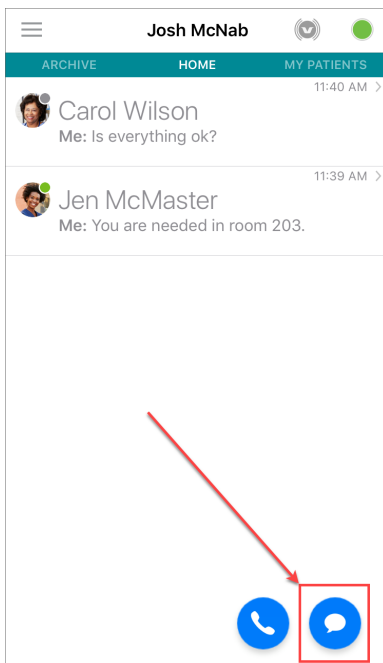 Josh McNab
ARCHIVE HOME MY PATIENTS
11:40 AM
Carol Wilson
Me: Is everything ok?
11:39 AM
Jen McMaster
Me: You are needed in room 203.